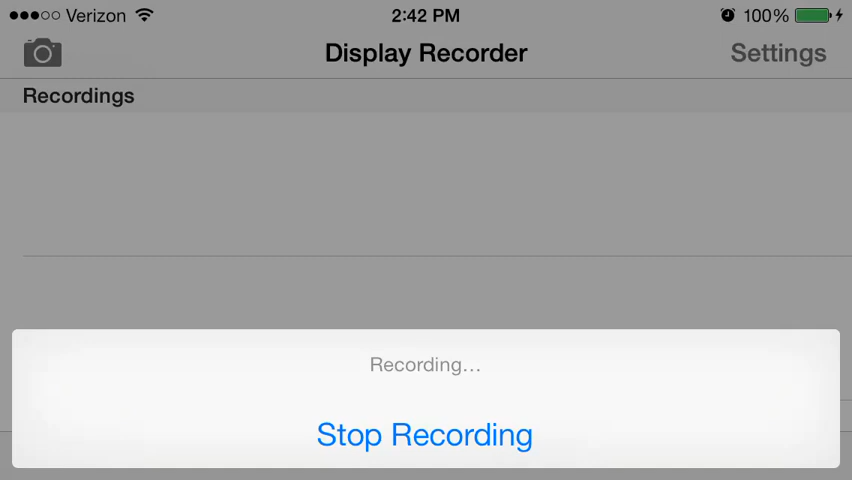 Verizon 2:42 PM 100%
Display Recorder Settings
Recordings
Recording...
Stop Recording